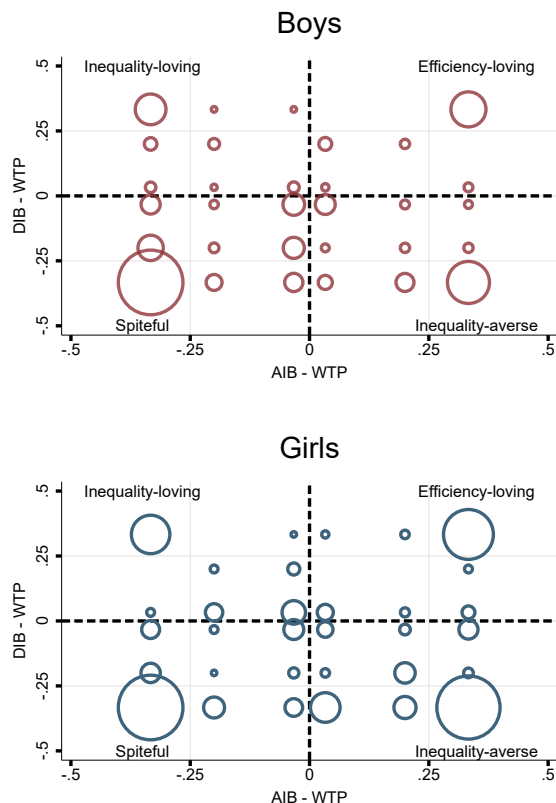 Boys
Inequality-loving Efficiency-loving
.5
.25
0
-.25
-.5
DIB - WTP
Spiteful Inequality-averse
-.5 -.25 0 .25 .5
AIB - WTP
Girls
Inequality-loving Efficiency-loving
.5
.25
0
-.25
-.5
DIB - WTP
Spiteful Inequality-averse
-.5 -.25 0 .25 .5
AIB - WTP